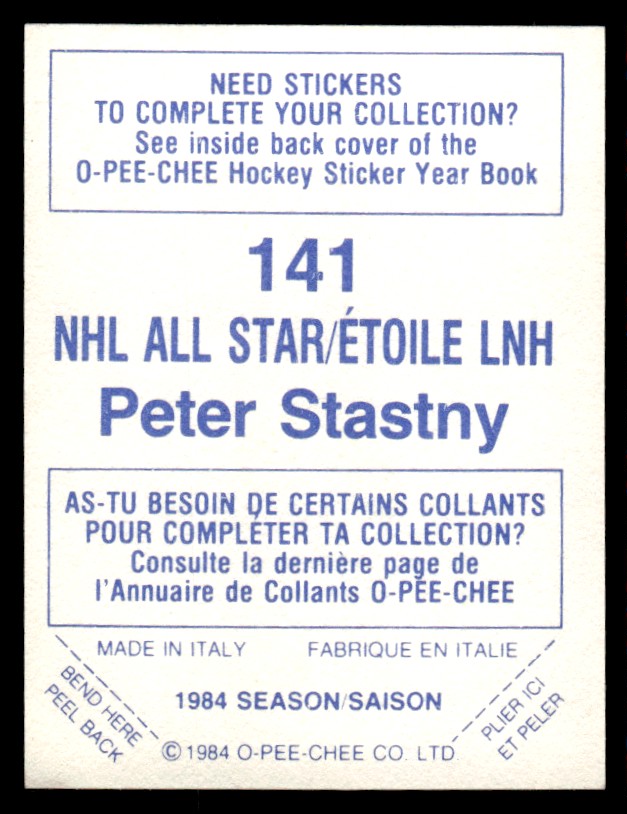 NEED STICKERS
TO COMPLETE YOUR COLLECTION?
See inside back cover of the
O-PEE-CHEE Hockey Sticker Year Book
141
NHL ALL STAR/ÉTOILE LNH
Peter Stastny
AS-TU BESOIN DE CERTAINS COLLANTS
POUR COMPLÉTER TA COLLECTION?
Consulte la dernière page de
l'Annuaire de Collants O-PEE-CHEE
MADE IN ITALY FABRIQUE EN ITALIE
BEND HERE
PEEL BACK
1984 SEASON/SAISON
PLIER ICI
ET PELER
© 1984 O-PEE-CHEE CO. LTD.